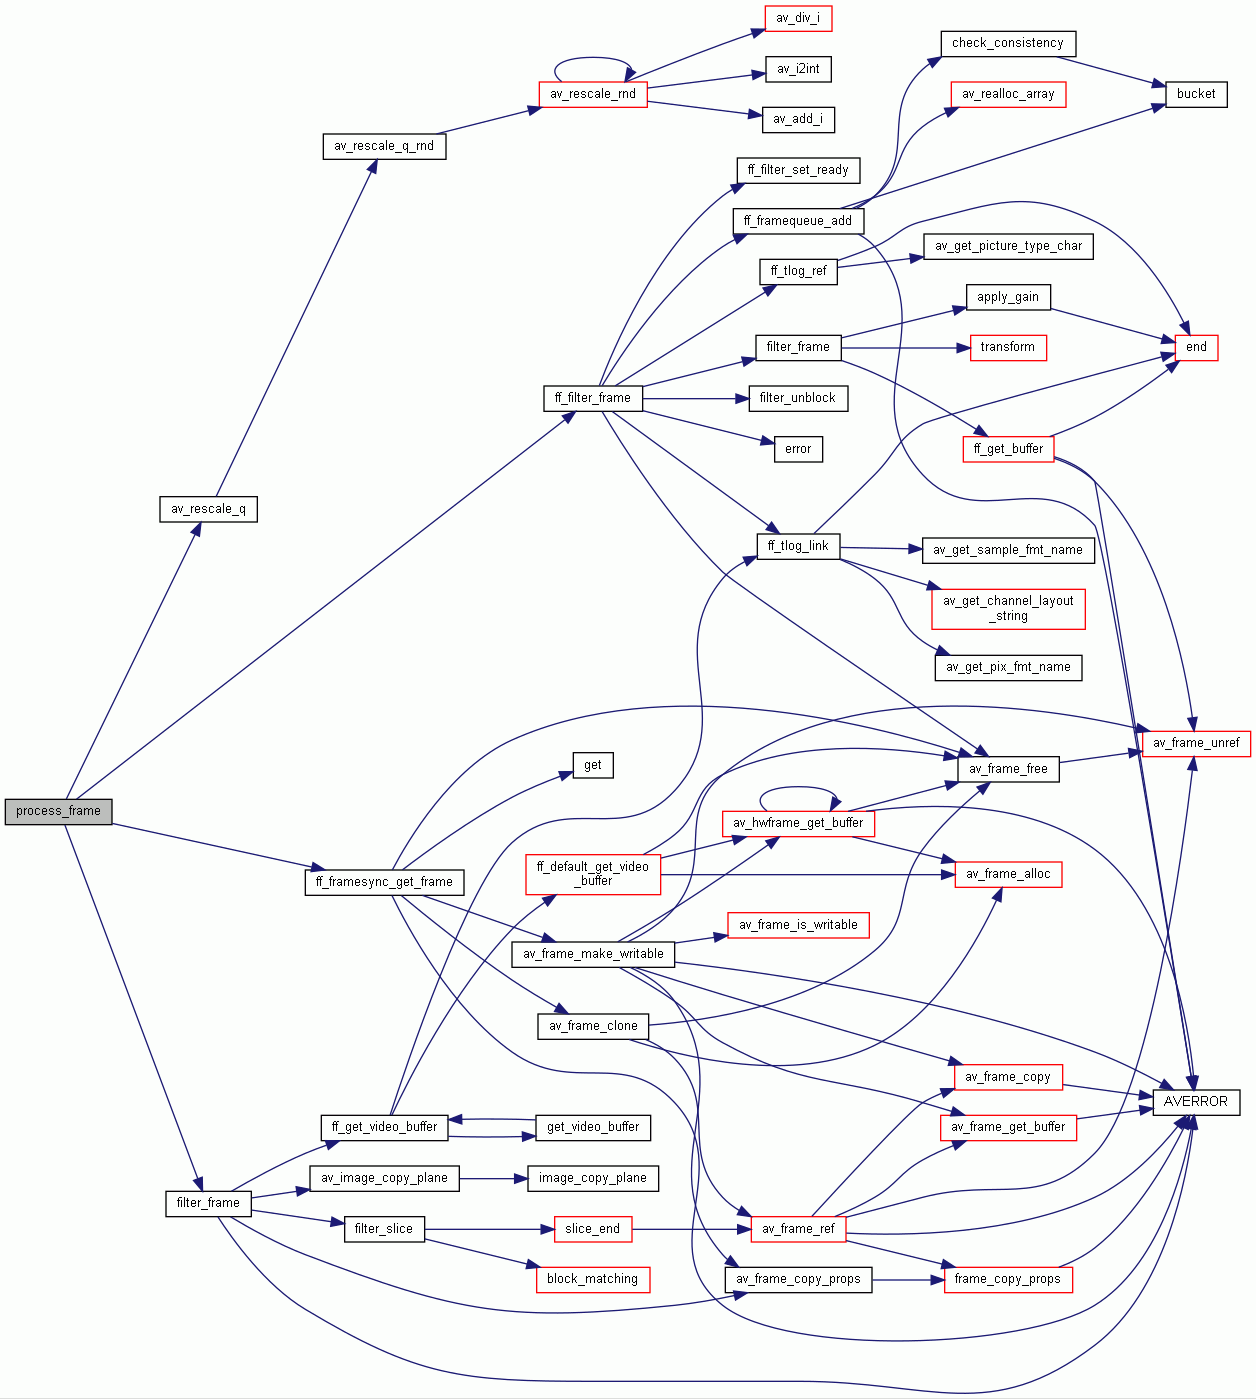 av_div_i
check_consistency
av_i2int
av_rescale_rnd
av_realloc_array
bucket
av_add_i
av_rescale_q_rnd
ff_filter_set_ready
ff_framequeue_add
av_get_picture_type_char
ff_tlog_ref
apply_gain
filter_frame
transform
end
ff_filter_frame
filter_unblock
error
ff_get_buffer
av_rescale_q
ff_tlog_link
av_get_sample_fmt_name
av_get_channel_layout
_string
av_get_pix_fmt_name
av_frame_unref
get
av_frame_free
process_frame
av_hwframe_get_buffer
ff_default_get_video
_buffer
av_frame_alloc
ff_framesync_get_frame
av_frame_is_writable
av_frame_make_writable
av_frame_clone
av_frame_copy
AVERROR
ff_get_video_buffer
get_video_buffer
av_frame_get_buffer
av_image_copy_plane
image_copy_plane
filter_frame
filter_slice
slice_end
av_frame_ref
block_matching
av_frame_copy_props
frame_copy_props